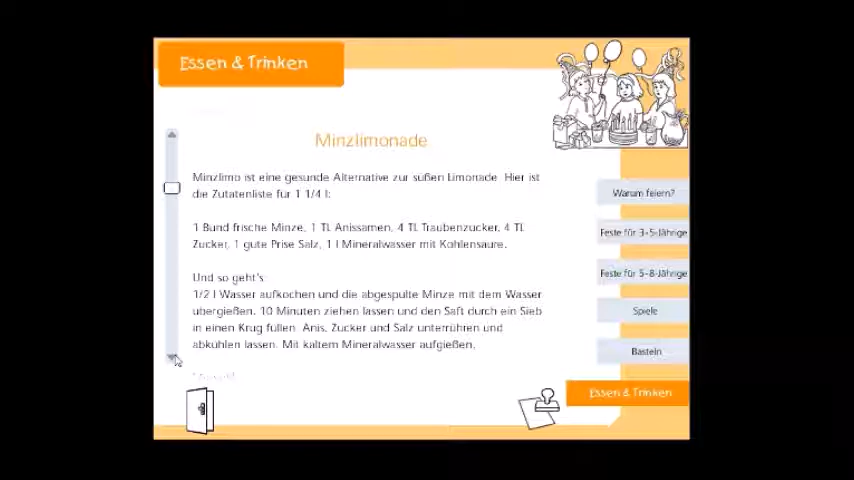 Essen & Trinken
Minzlimonade
Minzlimo ist eine gesunde Alternative zur süßen Limonade. Hier ist
die Zutatenliste für 1 1/4 l:
1 Bund frische Minze, 1 TL Anissamen, 4 TL Traubenzucker, 4 TL
Zucker, 1 gute Prise Salz, 1 l Mineralwasser mit Kohlensäure.
Und so geht's:
1/2 l Wasser aufkochen und die abgespülte Minze mit dem Wasser
übergießen. 10 Minuten ziehen lassen und den Saft durch ein Sieb
in einen Krug füllen. Anis, Zucker und Salz unterrühren und
abkühlen lassen. Mit kaltem Mineralwasser aufgießen.
Warum feiern?
Feste für 3-5-Jährige
Feste für 5-8-Jährige
Spiele
Basteln
Essen & Trinken